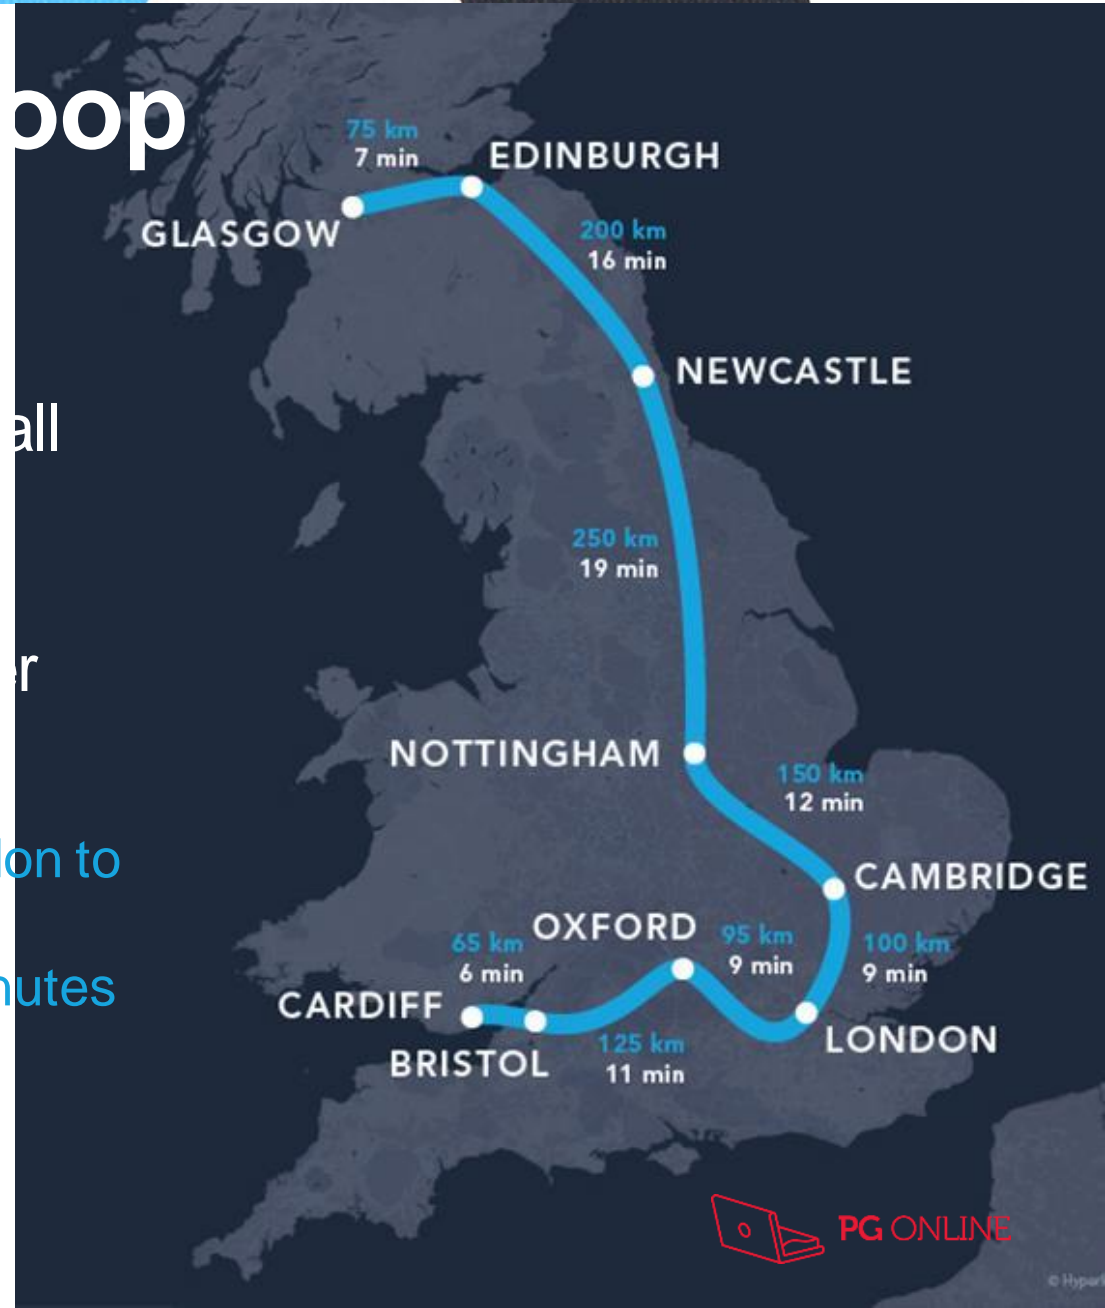 oop
75 km
7 min
EDINBURGH
GLASGOW
200 km
16 min
NEWCASTLE
all
250 km
19 min
er
NOTTINGHAM
150 km
12 min
lon to
CAMBRIDGE
OXFORD
65 km
6 min
95 km
9 min
100 km
9 min
nutes
CARDIFF
BRISTOL
125 km
11 min
LONDON
PG ONLINE
©